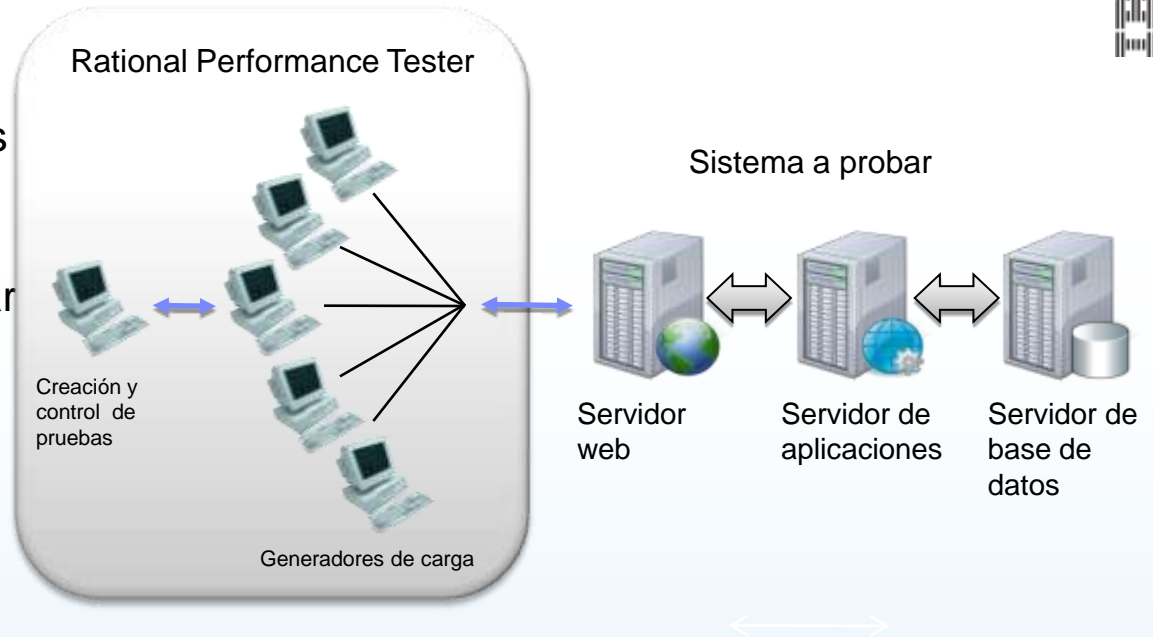 Rational Performance Tester
s
Sistema a probar
ar
Creación y
control de
pruebas
Servidor
web
Servidor de
aplicaciones
Servidor de
base de
datos
Generadores de carga